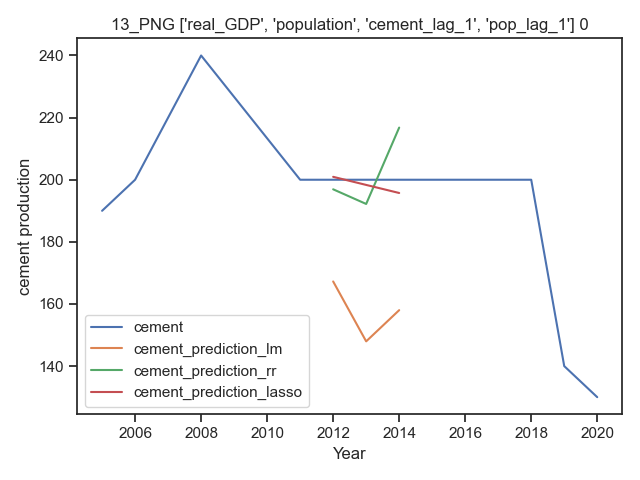 13_PNG ['real_GDP', 'population', 'cement_lag_1', 'pop_lag_1'] 0
240
220
200
180
160
140
cement production
cement
cement_prediction_lm
cement_prediction_rr
cement_prediction_lasso
2006 2008 2010 2012 2014 2016 2018 2020
Year